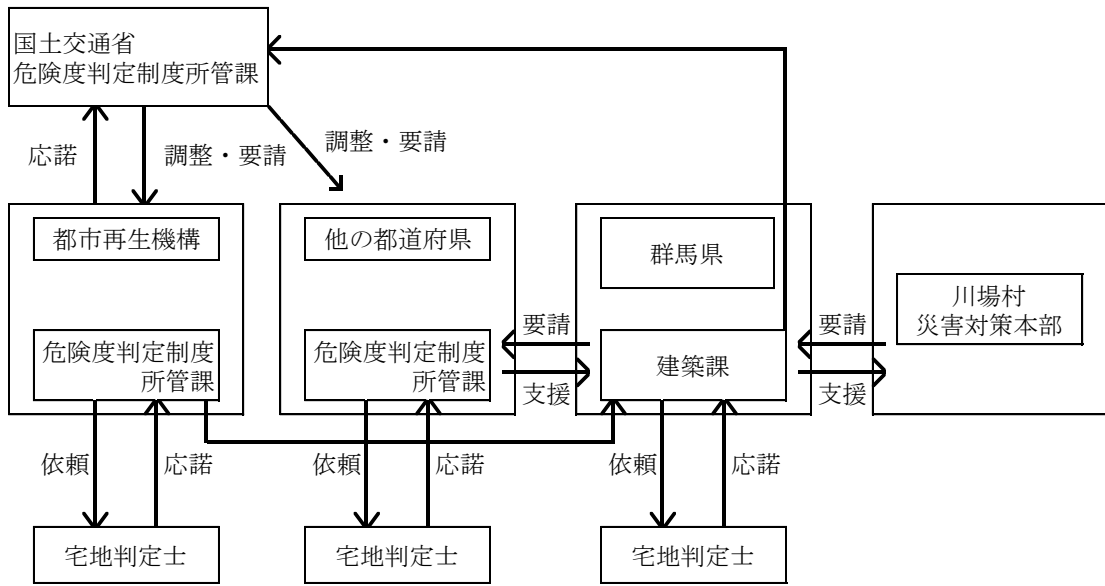 国土交通省
危険度判定制度所管課
応諾
調整・要請
調整・要請
都市再生機構
他の都道府県
群馬県
川場村
災害対策本部
危険度判定制度
所管課
危険度判定制度
所管課
要請
支援
建築課
要請
支援
依頼
応諾
依頼
応諾
依頼
応諾
宅地判定士
宅地判定士
宅地判定士